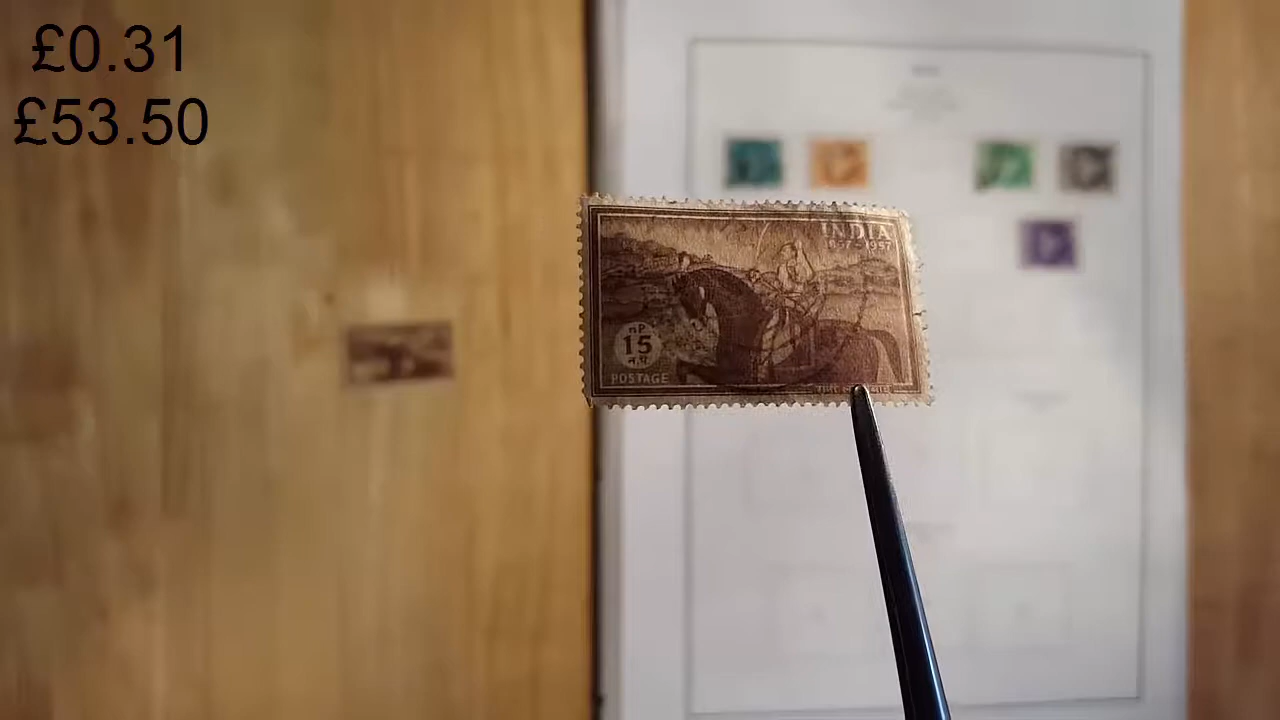 £0.31
£53.50
INDIA
1857-1957
nP
15
न.पै.
POSTAGE